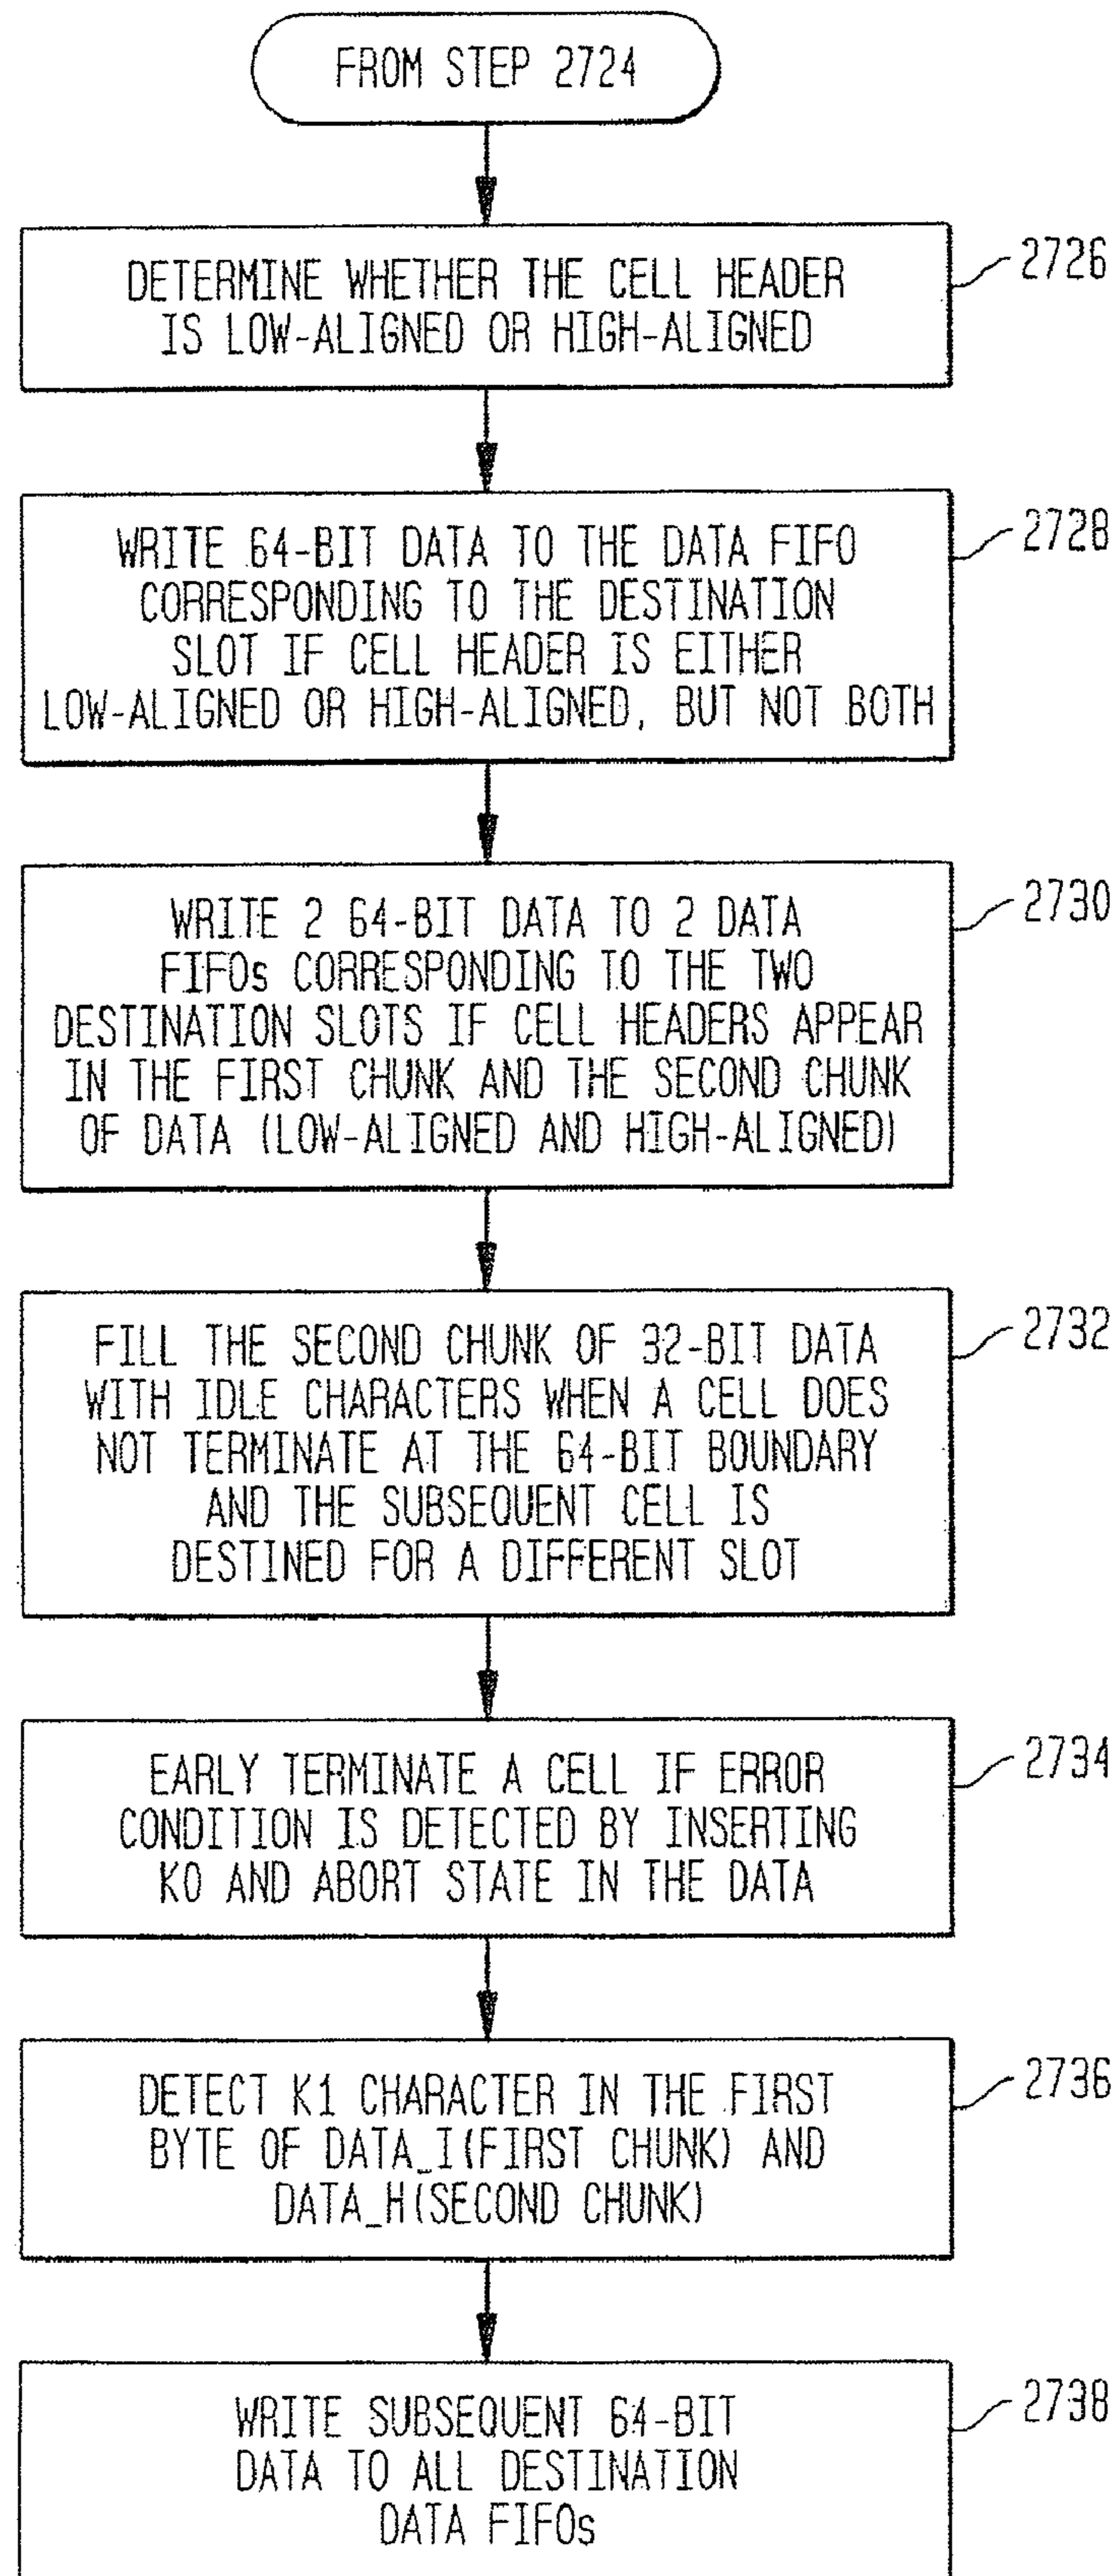 FROM STEP 2724
DETERMINE WHETHER THE CELL HEADER
IS LOW-ALIGNED OR HIGH-ALIGNED
2726
WRITE 64-BIT DATA TO THE DATA FIFO
CORRESPONDING TO THE DESTINATION
SLOT IF CELL HEADER IS EITHER
LOW-ALIGNED OR HIGH-ALIGNED, BUT NOT BOTH
2728
WRITE 2 64-BIT DATA TO 2 DATA
FIFOs CORRESPONDING TO THE TWO
DESTINATION SLOTS IF CELL HEADERS APPEAR
IN THE FIRST CHUNK AND THE SECOND CHUNK
OF DATA (LOW-ALIGNED AND HIGH-ALIGNED)
2730
FILL THE SECOND CHUNK OF 32-BIT DATA
WITH IDLE CHARACTERS WHEN A CELL DOES
NOT TERMINATE AT THE 64-BIT BOUNDARY
AND THE SUBSEQUENT CELL IS
DESTINED FOR A DIFFERENT SLOT
2732
EARLY TERMINATE A CELL IF ERROR
CONDITION IS DETECTED BY INSERTING
K0 AND ABORT STATE IN THE DATA
2734
DETECT K1 CHARACTER IN THE FIRST
BYTE OF DATA_I(FIRST CHUNK) AND
DATA_H(SECOND CHUNK)
2736
WRITE SUBSEQUENT 64-BIT
DATA TO ALL DESTINATION
DATA FIFOs
2738